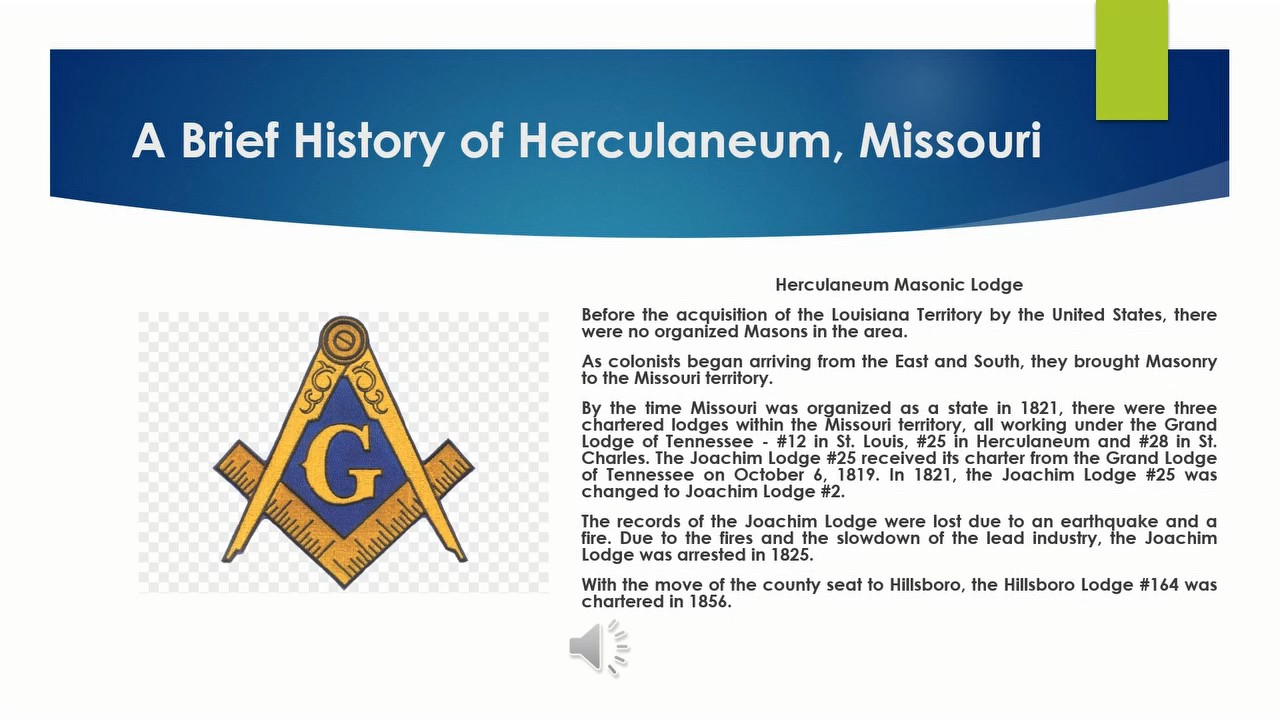 A Brief History of Herculaneum, Missouri
Herculaneum Masonic Lodge
Before the acquisition of the Louisiana Territory by the United States, there
were no organized Masons in the area.
As colonists began arriving from the East and South, they brought Masonry
to the Missouri territory.
By the time Missouri was organized as a state in 1821, there were three
chartered lodges within the Missouri territory, all working under the Grand
Lodge of Tennessee - #12 in St. Louis, #25 in Herculaneum and #28 in St.
Charles. The Joachim Lodge #25 received its charter from the Grand Lodge
of Tennessee on October 6, 1819. In 1821, the Joachim Lodge #25 was
changed to Joachim Lodge #2.
The records of the Joachim Lodge were lost due to an earthquake and a
fire. Due to the fires and the slowdown of the lead industry, the Joachim
Lodge was arrested in 1825.
With the move of the county seat to Hillsboro, the Hillsboro Lodge #164 was
chartered in 1856.
G